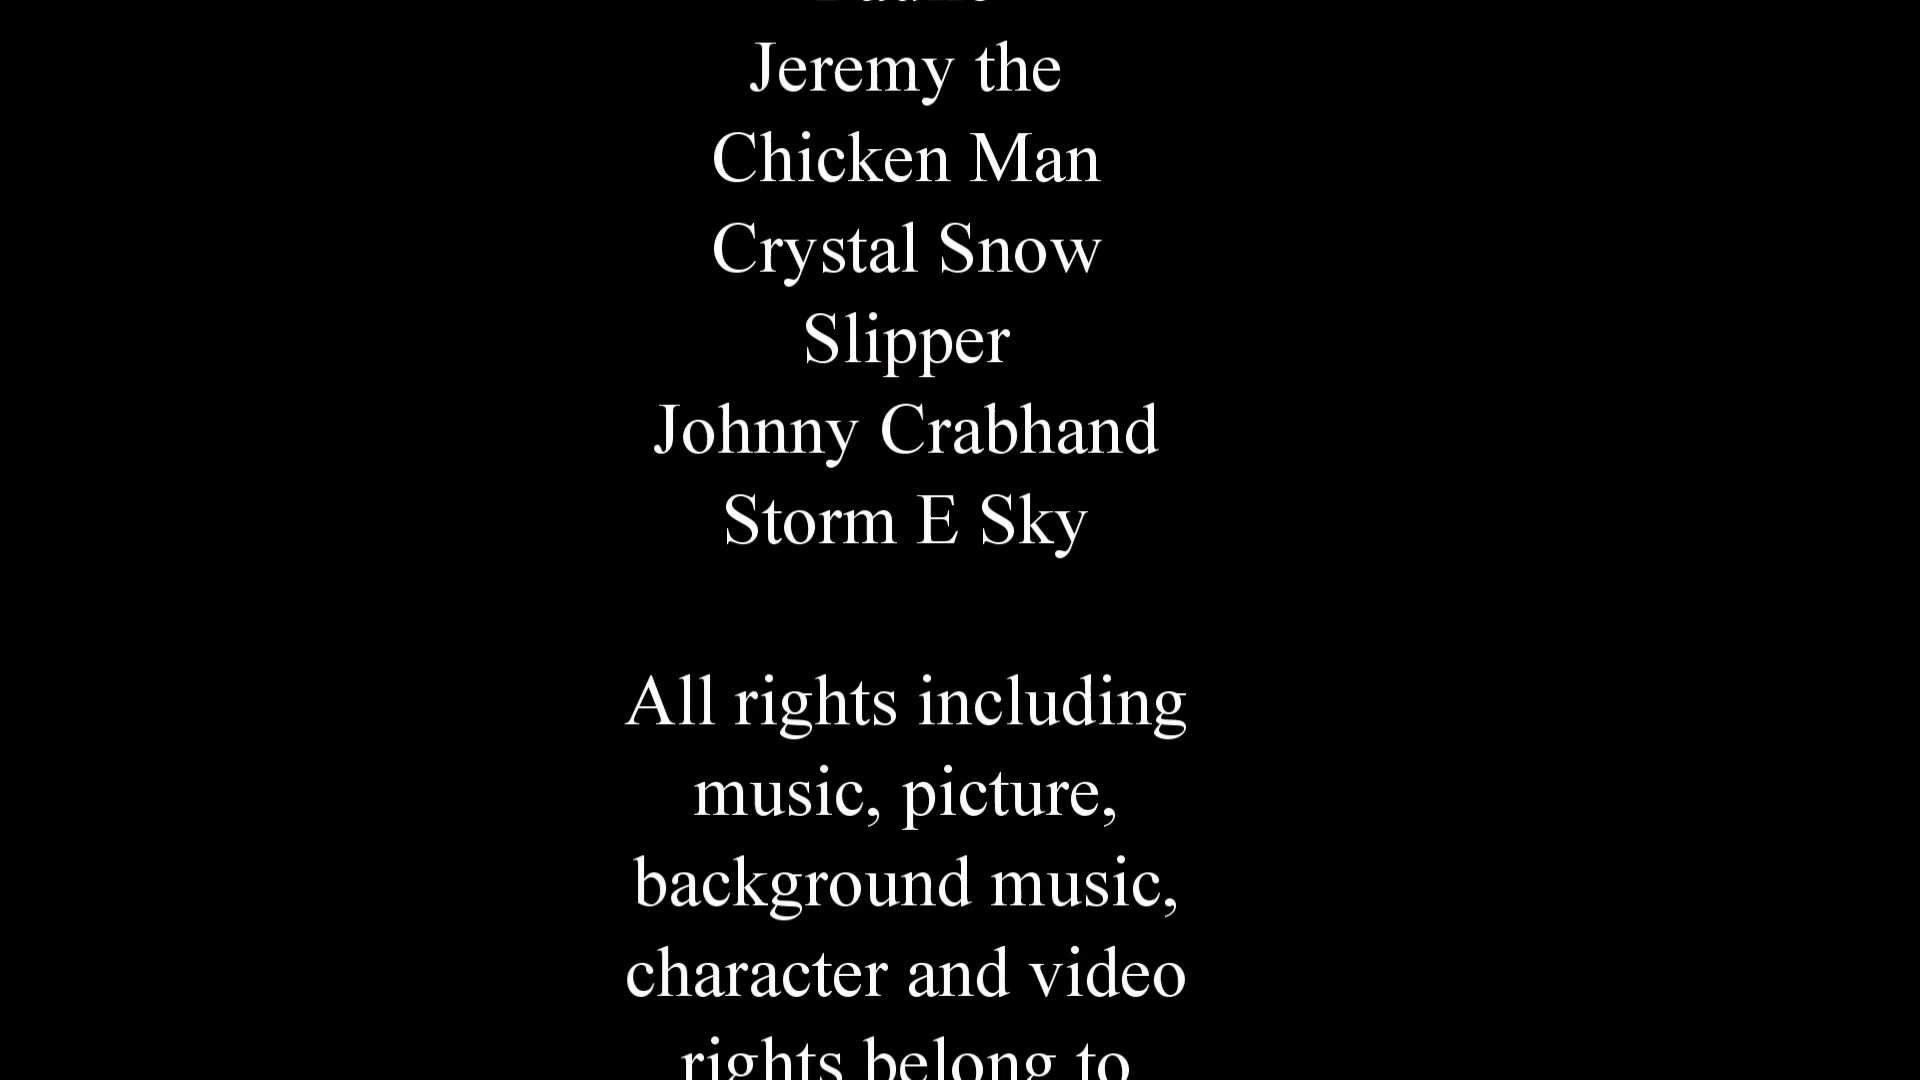 Jeremy the
Chicken Man
Crystal Snow
Slipper
Johnny Crabhand
Storm E Sky
All rights including
music, picture,
background music,
character and video
rights belong to